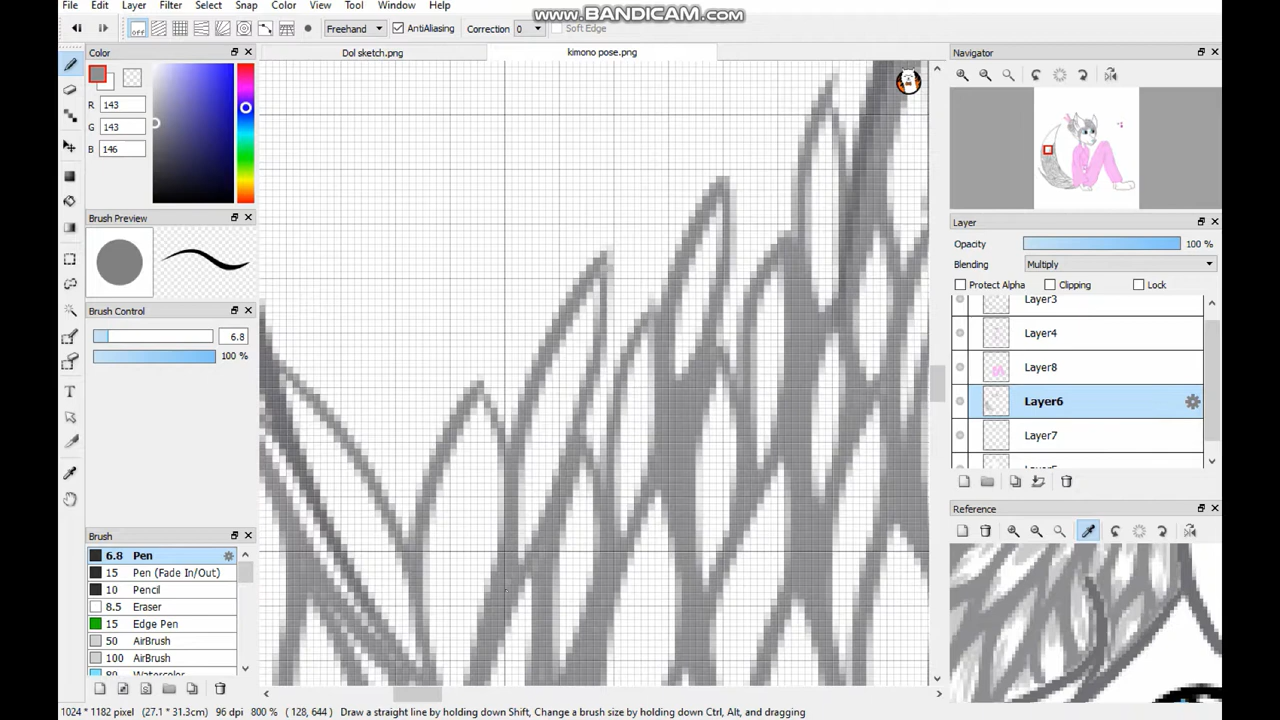 File Edit Layer Filter Select Snap Color View Tool Window Help
www.BANDICAM.com
off Freehand AntiAliasing Correction 0 Soft Edge
Color
Dol sketch.png kimono pose.png
Navigator
R 143
G 143
B 146
Brush Preview
Layer
Opacity 100 %
Blending Multiply
Protect Alpha Clipping Lock
Layer3
Brush Control
6.8
Layer4
100 %
Layer8
Layer6
Layer7
Reference
Brush
6.8 Pen
15 Pen (Fade In/Out)
10 Pencil
8.5 Eraser
15 Edge Pen
50 AirBrush
100 AirBrush
1024 * 1182 pixel (27.1 * 31.3cm) 96 dpi 800 % ( 128, 644 ) Draw a straight line by holding down Shift, Change a brush size by holding down Ctrl, Alt, and dragging